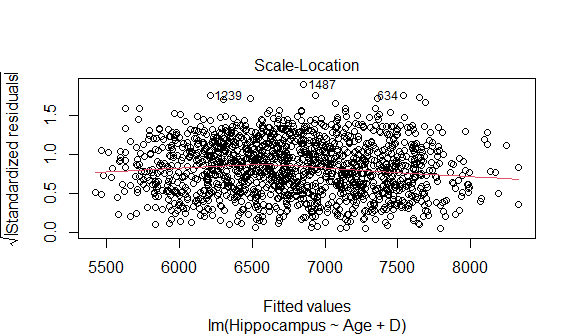 Scale-Location
√|Standardized residuals|
1.5
1.0
0.5
0.0
1239
1487
634
5500 6000 6500 7000 7500 8000
Fitted values
lm(Hippocampus ~ Age + D)